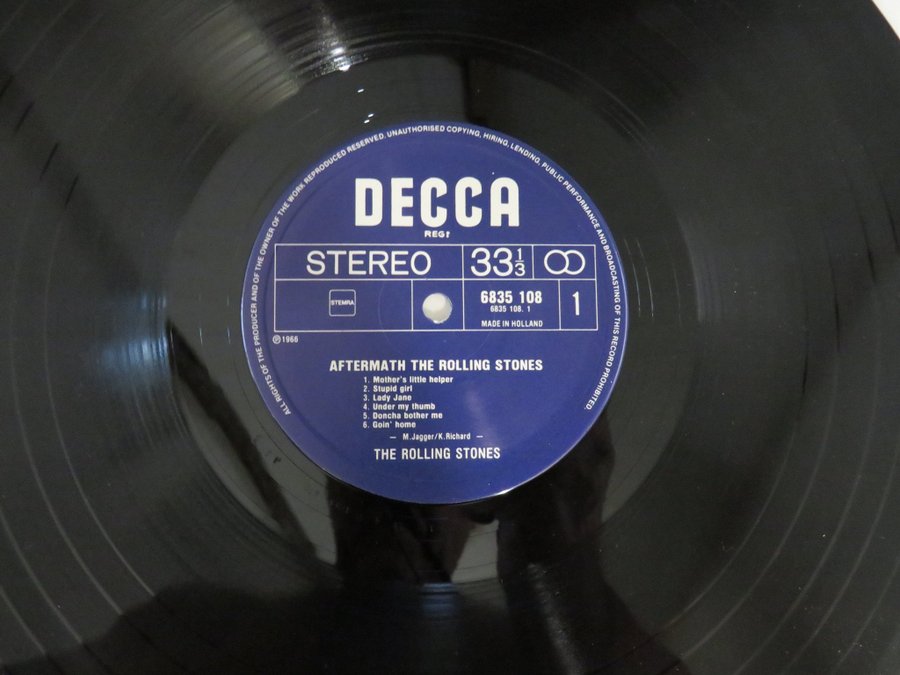 ALL RIGHTS OF THE PRODUCER AND OF THE OWNER OF THE WORK REPRODUCED RESERVED. UNAUTHORISED COPYING, HIRING, LENDING, PUBLIC PERFORMANCE AND BROADCASTING OF THIS RECORD PROHIBITED.
DECCA
REGT
STEREO 33 1/3
STEMRA 6835 108 1
6835 108. 1
MADE IN HOLLAND
℗ 1966
AFTERMATH THE ROLLING STONES
1. Mother's little helper
2. Stupid girl
3. Lady Jane
4. Under my thumb
5. Doncha bother me
6. Goin' home
— M.Jagger/K.Richard —
THE ROLLING STONES